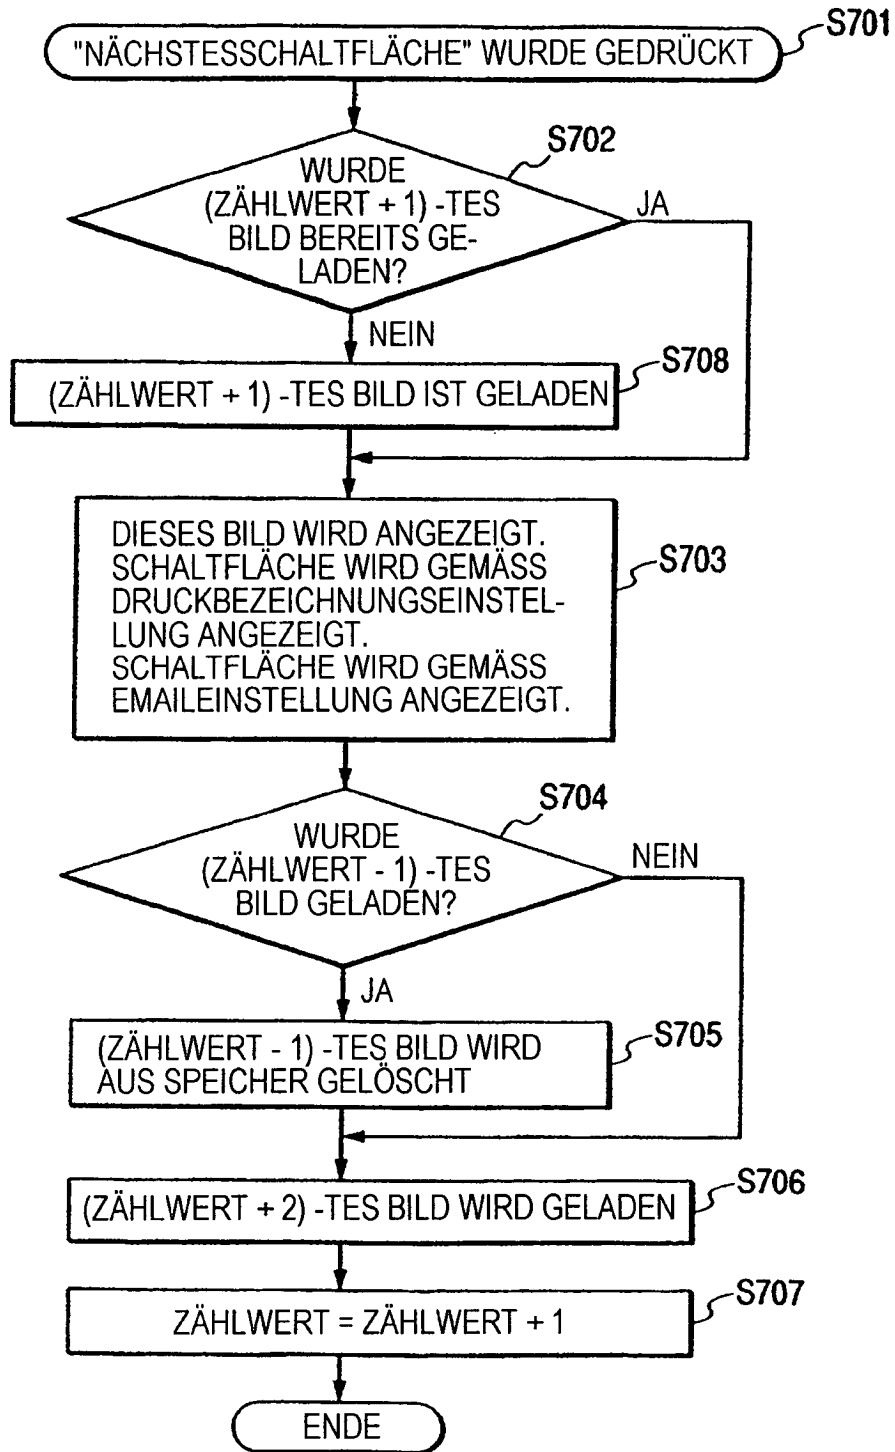 S701
"NÄCHSTESSCHALTFLÄCHE" WURDE GEDRÜCKT
S702
WURDE
(ZÄHLWERT + 1) -TES
BILD BEREITS GE-
LADEN?
JA
NEIN
S708
(ZÄHLWERT + 1) -TES BILD IST GELADEN
DIESES BILD WIRD ANGEZEIGT.
SCHALTFLÄCHE WIRD GEMÄSS
DRUCKBEZEICHNUNGSEINSTEL-
LUNG ANGEZEIGT.
SCHALTFLÄCHE WIRD GEMÄSS
EMAILEINSTELLUNG ANGEZEIGT.
S703
S704
WURDE
(ZÄHLWERT - 1) -TES
BILD GELADEN?
NEIN
JA
S705
(ZÄHLWERT - 1) -TES BILD WIRD
AUS SPEICHER GELÖSCHT
S706
(ZÄHLWERT + 2) -TES BILD WIRD GELADEN
S707
ZÄHLWERT = ZÄHLWERT + 1
ENDE